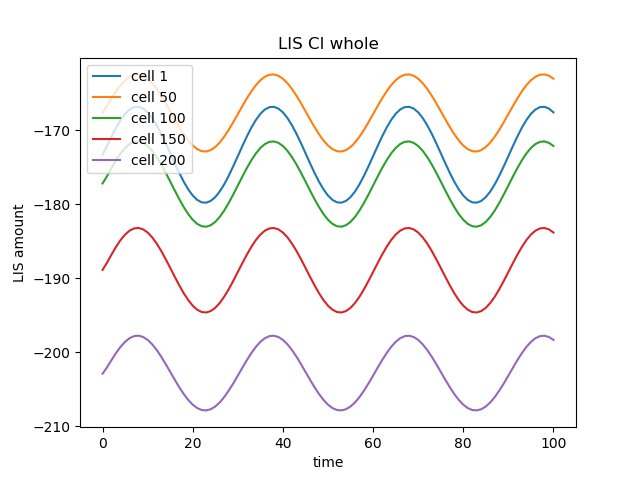 LIS CI whole
cell 1
cell 50
cell 100
cell 150
cell 200
LIS amount
−170
−180
−190
−200
−210
0 20 40 60 80 100
time